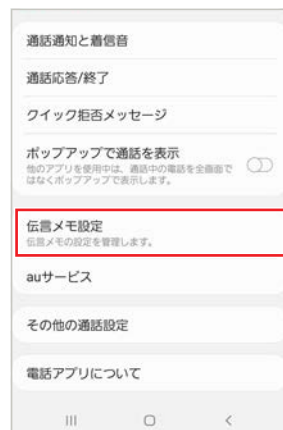 通話通知と着信音
通話応答/終了
クイック拒否メッセージ
ポップアップで通話を表示
他のアプリを使用中は、通話中の電話を全画面で
はなくポップアップで表示します。
伝言メモ設定
伝言メモの設定を管理します。
auサービス
その他の通話設定
電話アプリについて